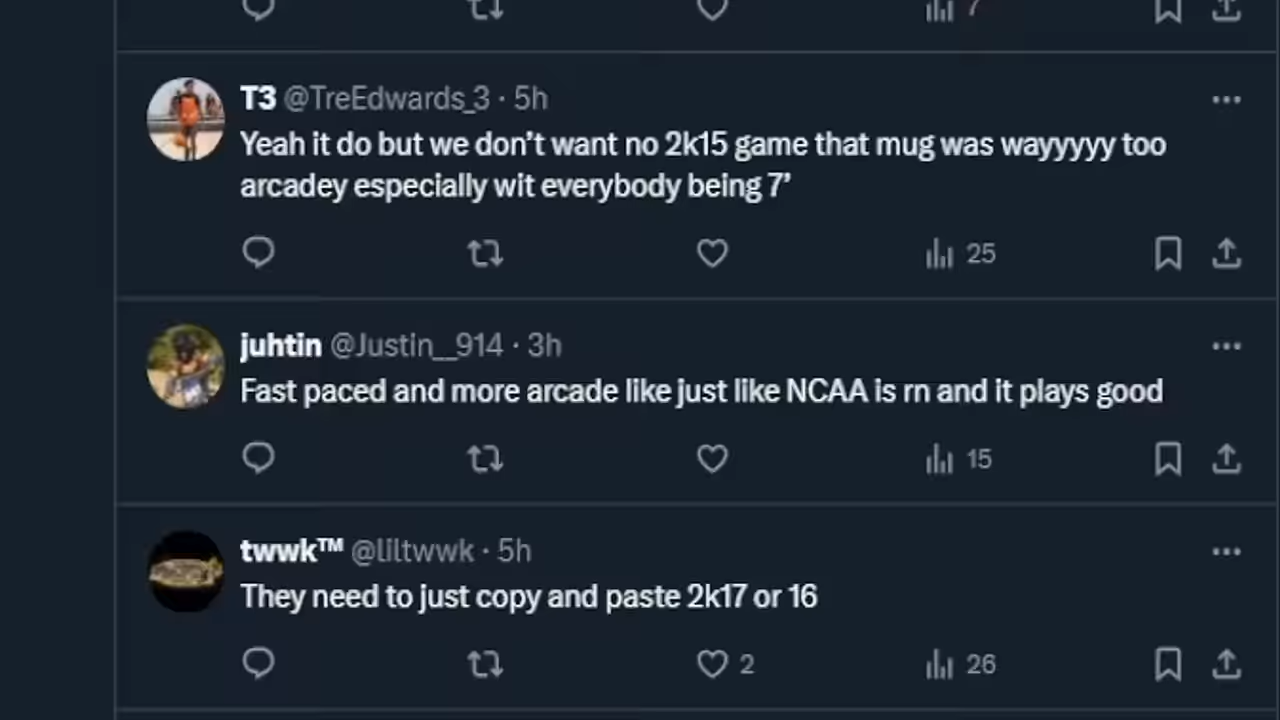 7
T3 @TreEdwards_3 · 5h
Yeah it do but we don't want no 2k15 game that mug was wayyyyy too
arcadey especially wit everybody being 7'
25
juhtin @Justin__914 · 3h
Fast paced and more arcade like just like NCAA is rn and it plays good
15
twwk™ @liltwwk · 5h
They need to just copy and paste 2k17 or 16
2 26